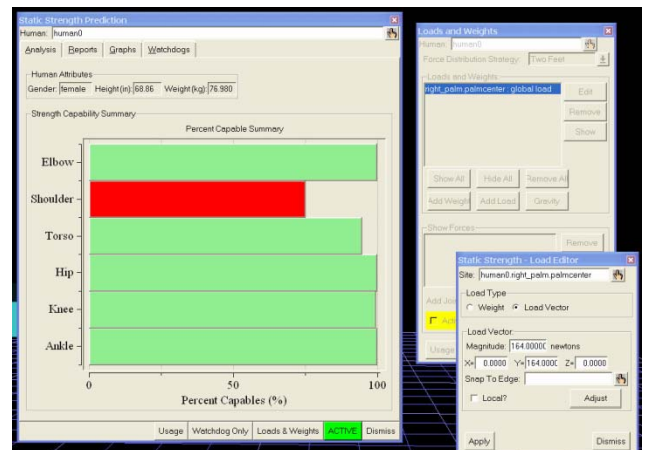 Static Strength Prediction
Human: human0
Analysis Reports Graphs Watchdogs
Human Attributes
Gender: female Height(in): 68.86 Weight(kg): 76.980
Strength Capability Summary
Percent Capable Summary
Elbow
Shoulder
Torso
Hip
Knee
Ankle
0 50 100
Percent Capables (%)
Usage Watchdog Only Loads & Weights ACTIVE Dismiss
Loads and Weights
Human: human0
Force Distribution Strategy: Two Feet
Loads and Weights
right_palm.palmcenter : global load
Edit
Remove
Show
Show All Hide All Remove All
Add Weight Add Load Gravity
Show Forces
Remove
Usage
Static Strength - Load Editor
Site: human0.right_palm.palmcenter
Load Type
Weight Load Vector
Load Vector:
Magnitude: 164.0000 newtons
X= 0.0000 Y= 164.000 Z= 0.0000
Snap To Edge:
Local? Adjust
Apply Dismiss